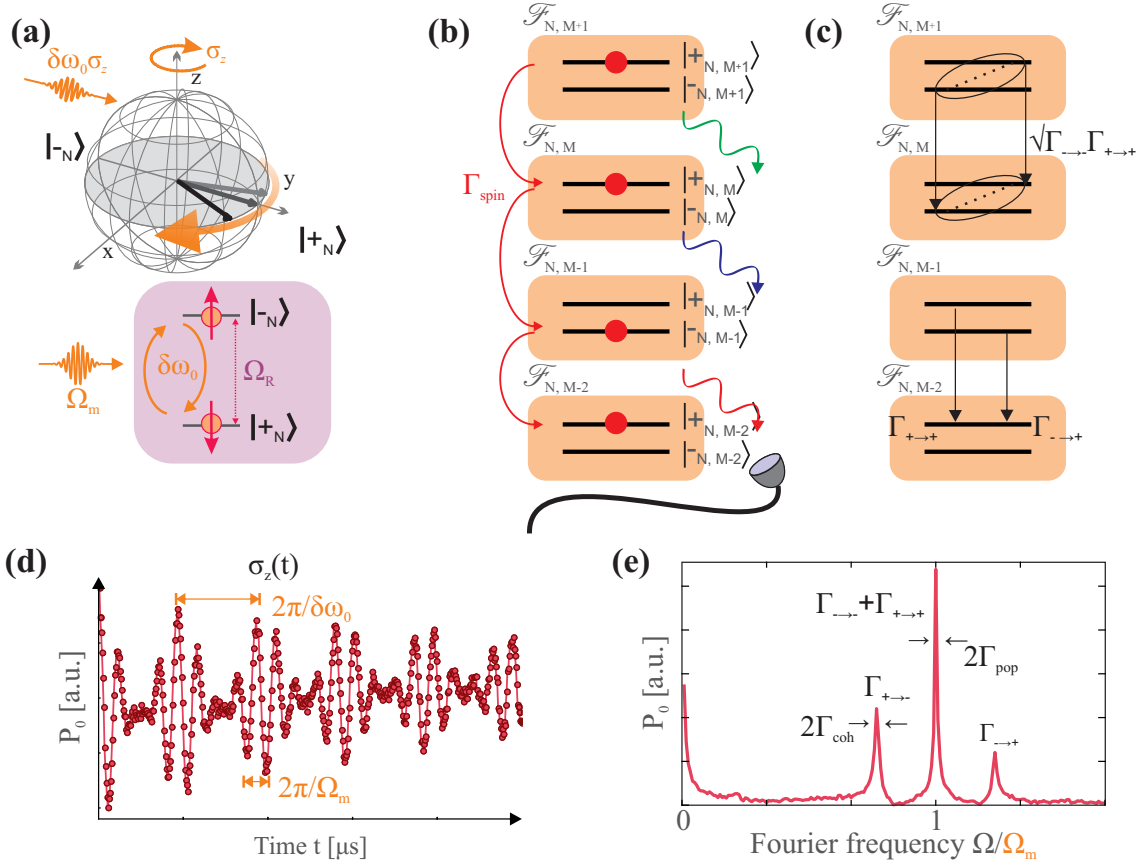 (a)
σz
δω₀σz
z
|-N⟩
y
|+N⟩
x
|-N⟩
δω₀
ΩR
Ωm
|+N⟩
(b)
ℱN, M+1
|+N, M+1⟩
|-N, M+1⟩
ℱN, M
Γspin
|+N, M⟩
|-N, M⟩
ℱN, M-1
|+N, M-1⟩
|-N, M-1⟩
ℱN, M-2
|+N, M-2⟩
|-N, M-2⟩
(c)
ℱN, M+1
ℱN, M
√Γ-→-Γ+→+
ℱN, M-1
ℱN, M-2
Γ+→+
Γ-→+
(d)
σz(t)
2π/δω₀
P₀ [a.u.]
2π/Ωm
Time t [μs]
(e)
Γ-→-+Γ+→+
2Γpop
Γ+→-
2Γcoh
Γ-→+
P₀ [a.u.]
0
1
Fourier frequency Ω/Ωm